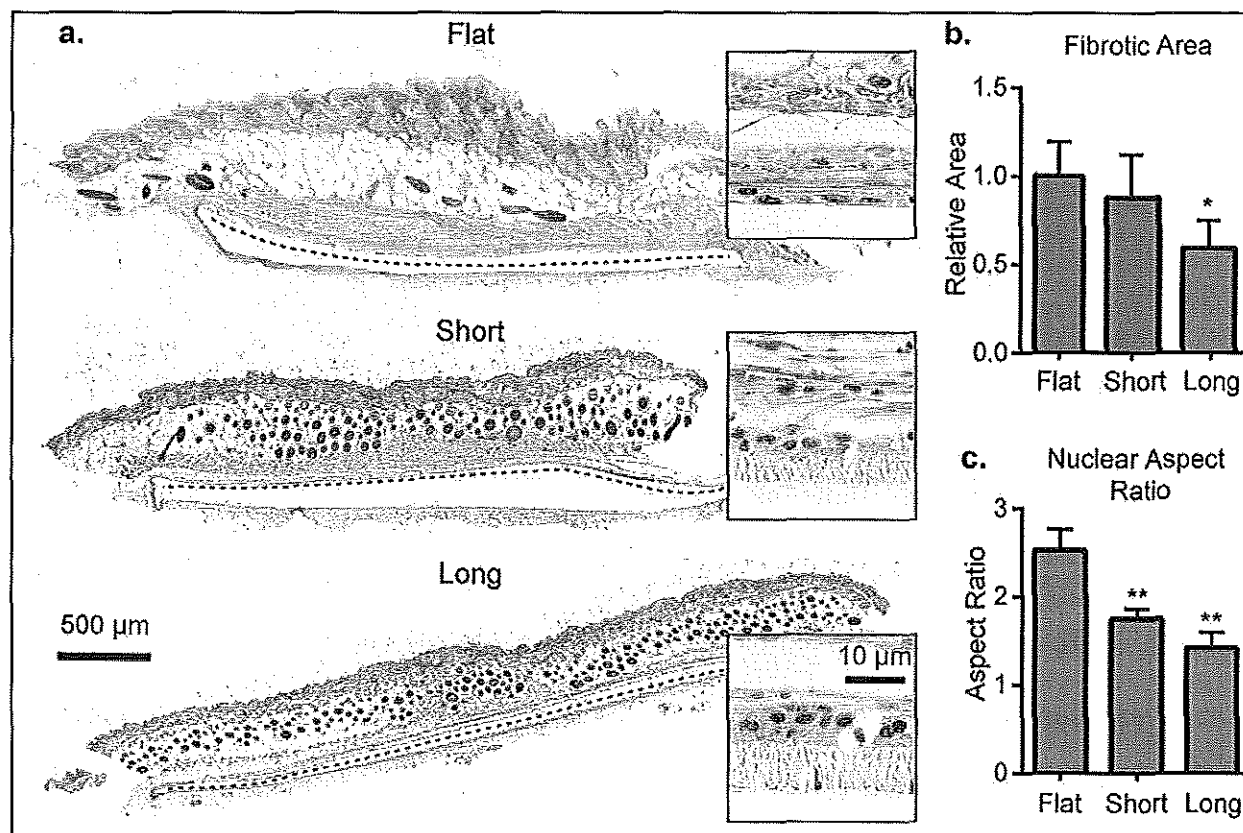 a.
Flat
Short
Long
500 µm
10 µm
b.
Fibrotic Area
Relative Area
1.5
1.0
0.5
0.0
*
Flat Short Long
c.
Nuclear Aspect
Ratio
Aspect Ratio
3
2
1
0
**
**
Flat Short Long